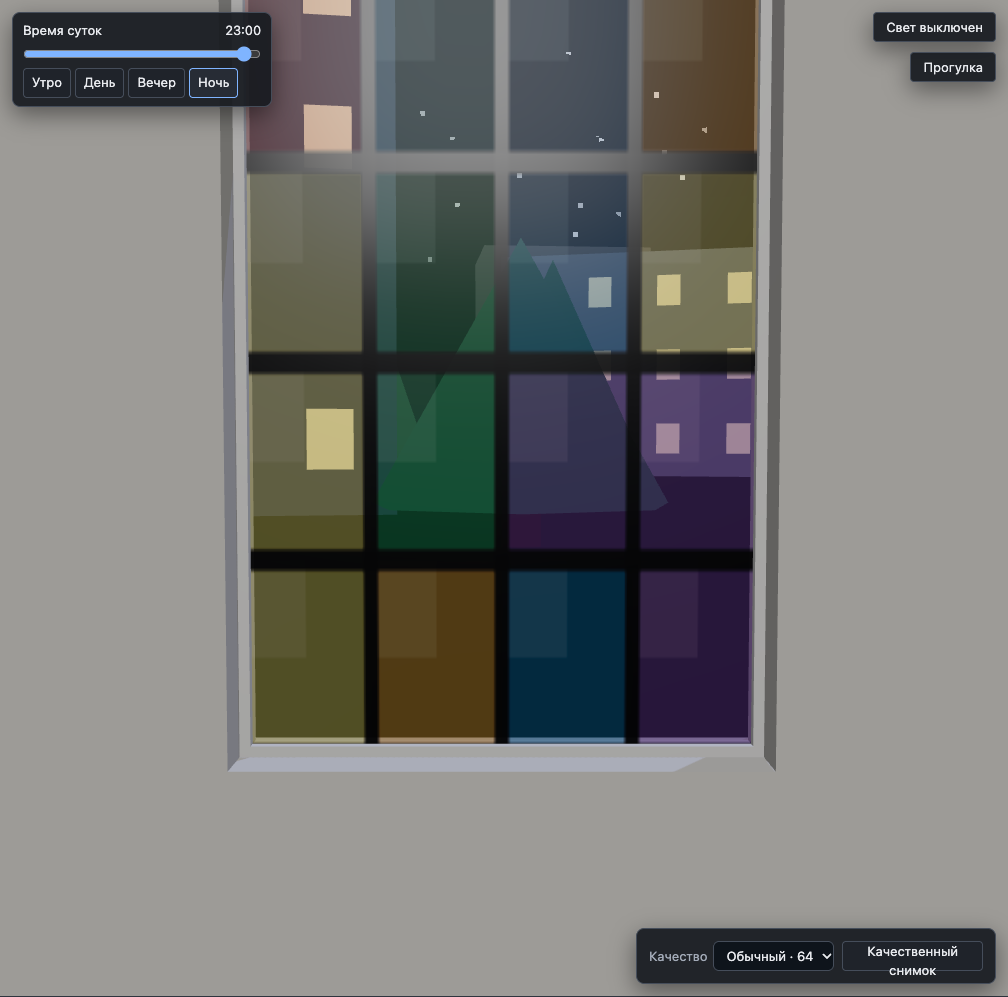 Время суток 23:00
Утро День Вечер Ночь
Свет выключен
Прогулка
Качество Обычный · 64 Качественный
снимок